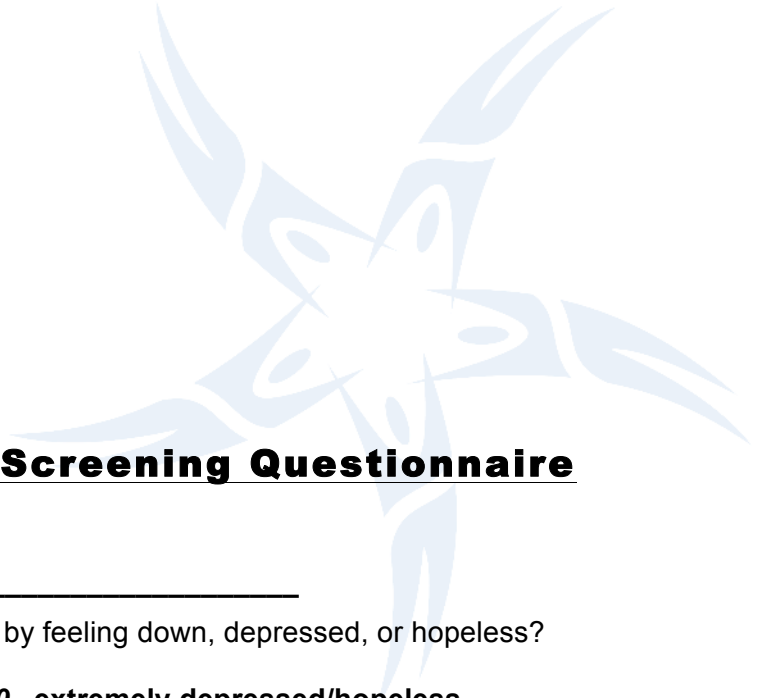 Screening Questionnaire
by feeling down, depressed, or hopeless?
extremely depressed/hopeless